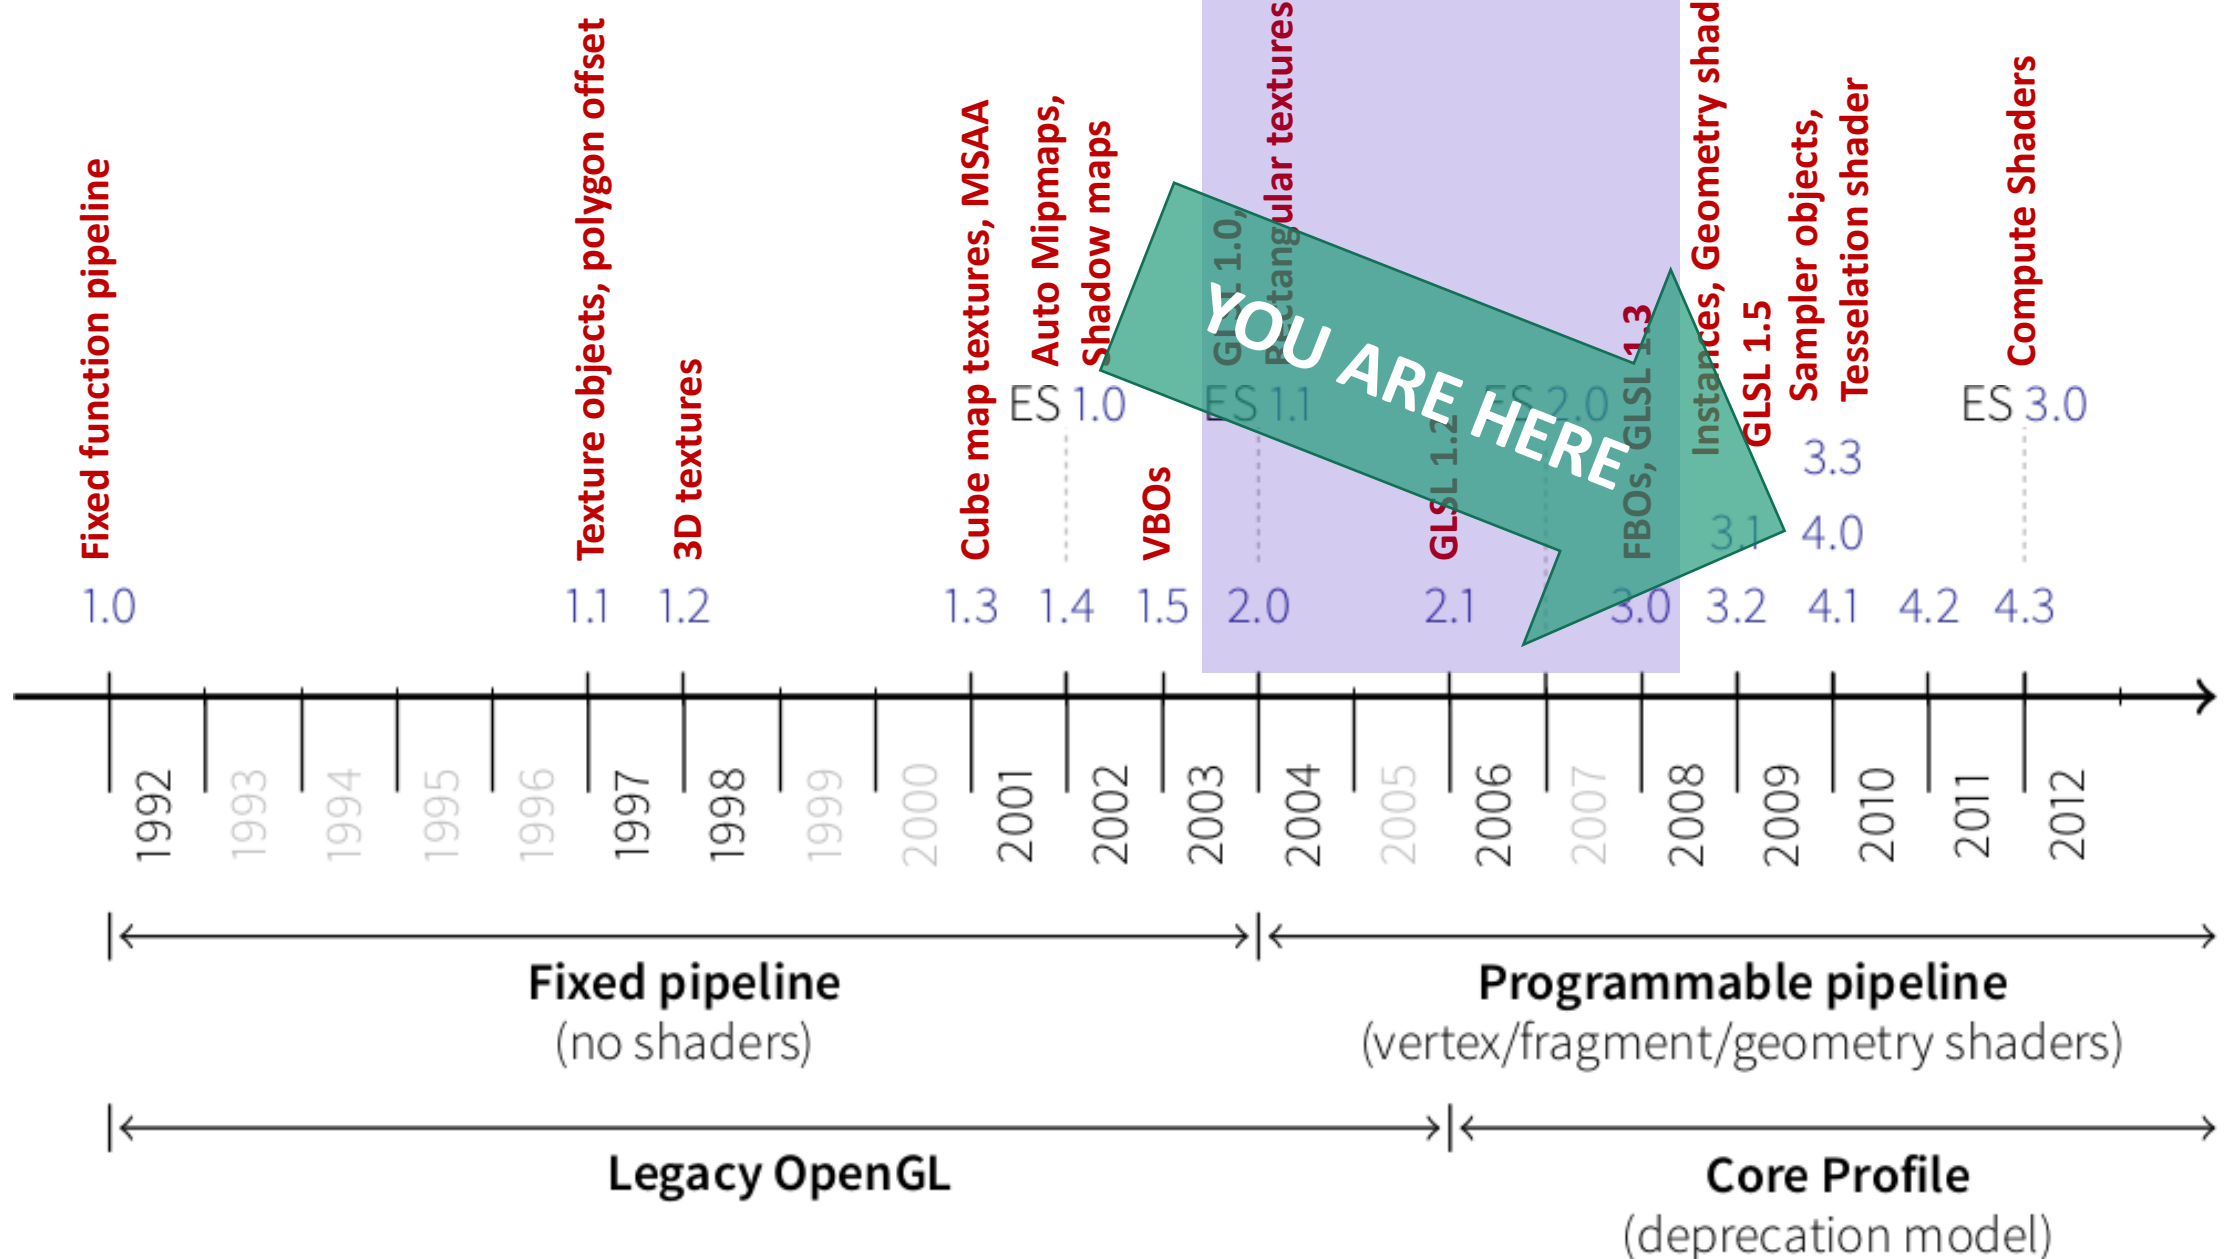 Fixed function pipeline
Texture objects, polygon offset
3D textures
Cube map textures, MSAA
Auto Mipmaps,
Shadow maps
VBOs
GLSL 1.0,
Rectangular textures
GLSL 1.2
FBOs, GLSL 1.3
Instances, Geometry shad
GLSL 1.5
Sampler objects,
Tesselation shader
Compute Shaders
YOU ARE HERE
ES 1.0
ES 1.1
ES 2.0
ES 3.0
3.3
3.1
4.0
1.0
1.1
1.2
1.3
1.4
1.5
2.0
2.1
3.0
3.2
4.1
4.2
4.3
1992
1993
1994
1995
1996
1997
1998
1999
2000
2001
2002
2003
2004
2005
2006
2007
2008
2009
2010
2011
2012
Fixed pipeline
(no shaders)
Programmable pipeline
(vertex/fragment/geometry shaders)
Legacy OpenGL
Core Profile
(deprecation model)